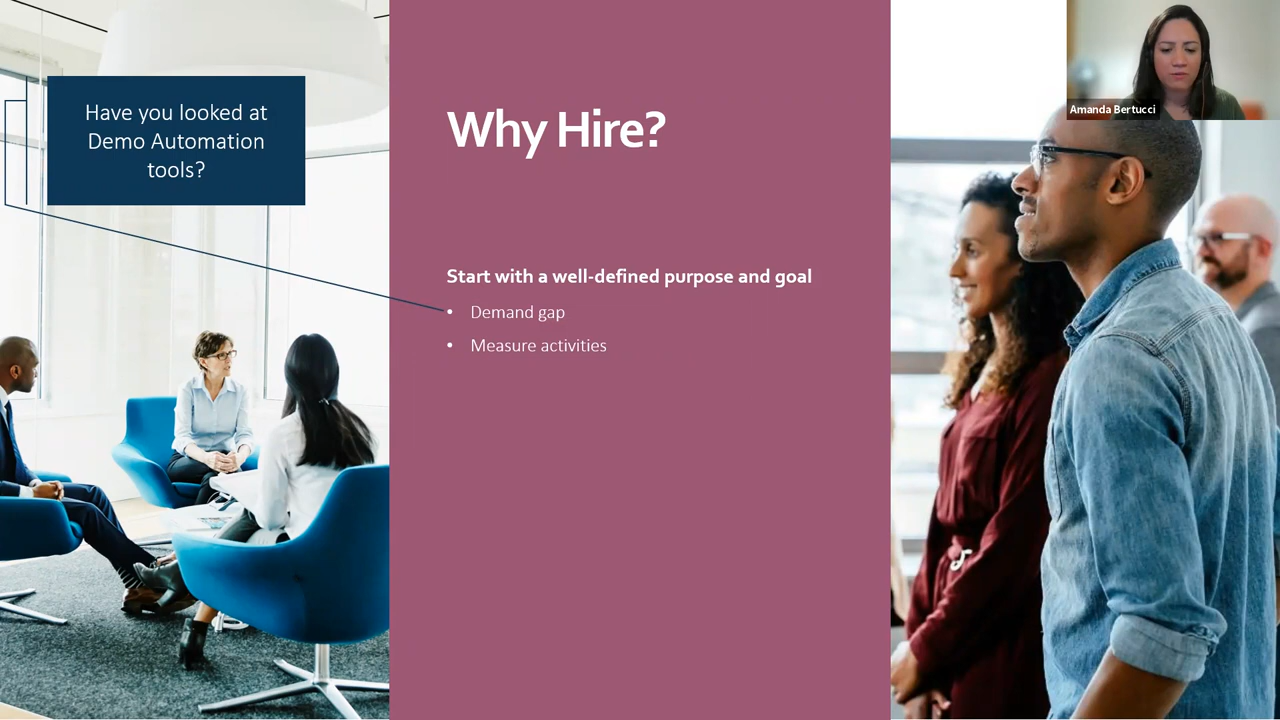 Have you looked at
Demo Automation
tools?
Why Hire?
Start with a well-defined purpose and goal
• Demand gap
• Measure activities
Amanda Bertucci